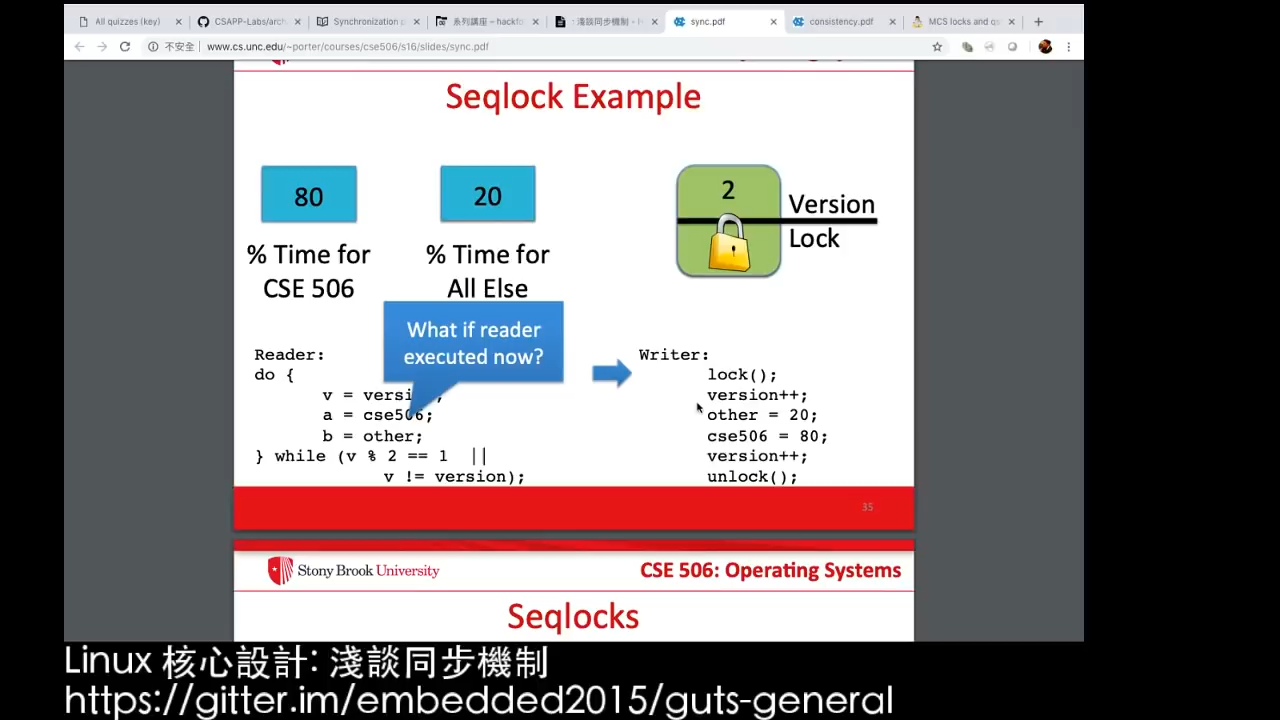 All quizzes (key)
CSAPP-Labs/arch
Synchronization p
系列講座 - hackfo
: 淺談同步機制 - H
sync.pdf
consistency.pdf
MCS locks and qs
不安全
www.cs.unc.edu/~porter/courses/cse506/s16/slides/sync.pdf
Seqlock Example
80
20
2
Version
Lock
% Time for
CSE 506
% Time for
All Else
What if reader
executed now?
Reader:
do {
v = versi ;
a = cse506;
b = other;
} while (v % 2 == 1 ||
v != version);
Writer:
lock();
version++;
other = 20;
cse506 = 80;
version++;
unlock();
35
Stony Brook University
CSE 506: Operating Systems
Seqlocks
Linux 核心設計: 淺談同步機制
https://gitter.im/embedded2015/guts-general